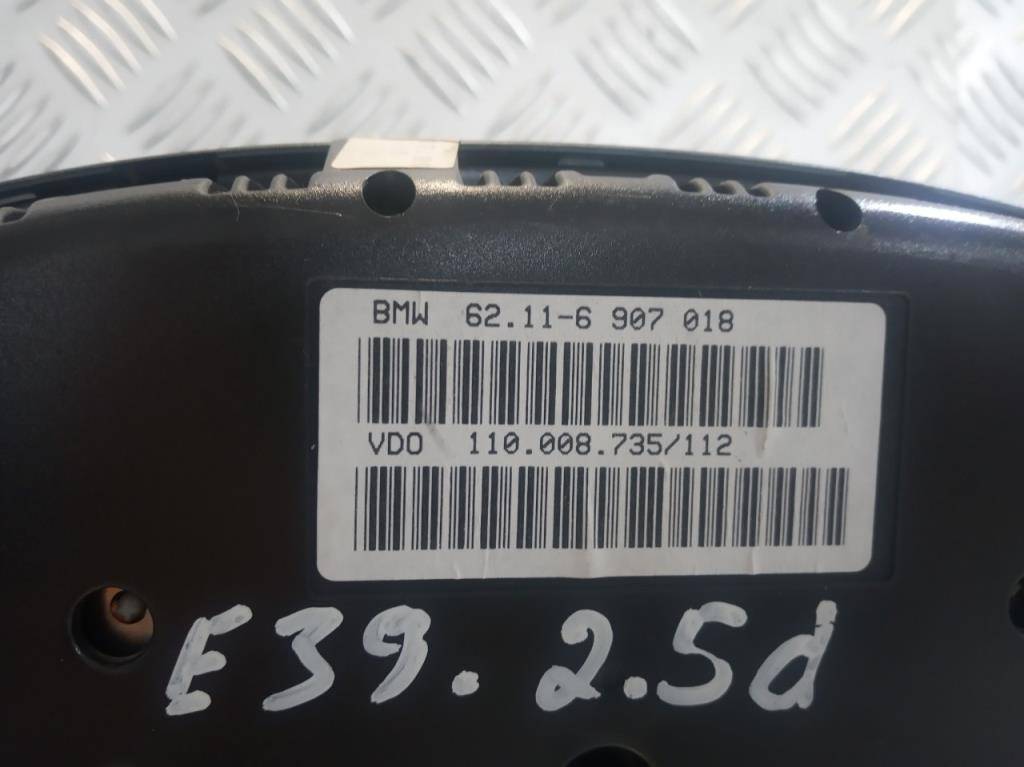 BMW 62.11-6 907 018
VDO 110.008.735/112
E39. 2.5d